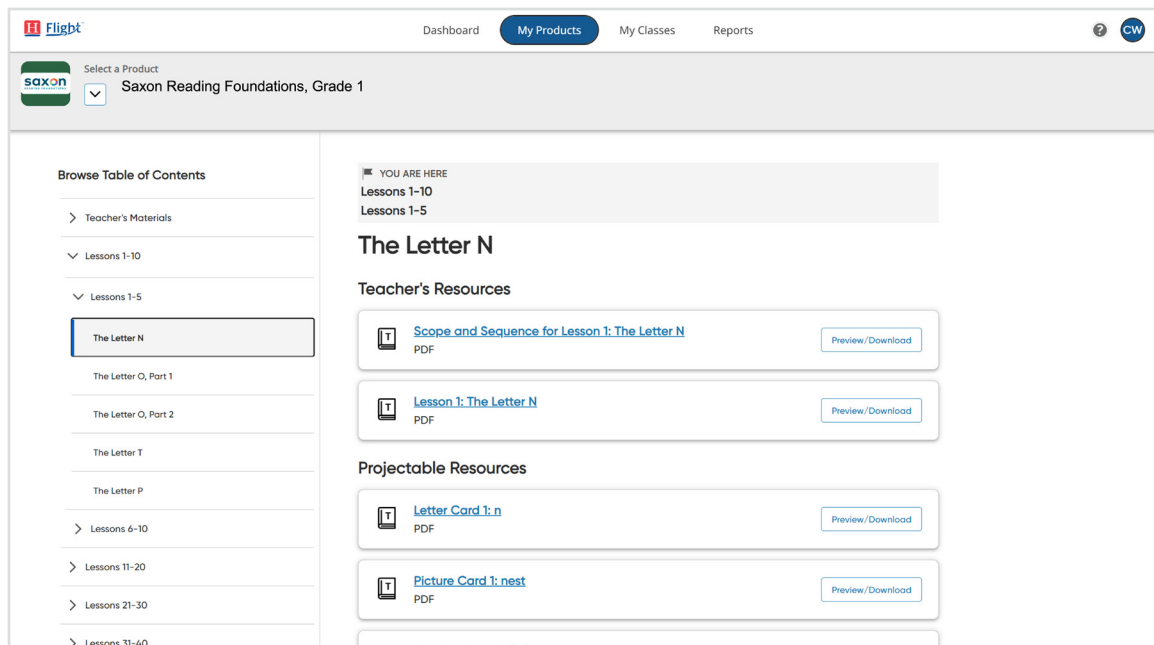 H Flight
Dashboard My Products My Classes Reports
? CW
saxon
Select a Product
Saxon Reading Foundations, Grade 1
Browse Table of Contents
Teacher's Materials
Lessons 1-10
Lessons 1-5
The Letter N
The Letter O, Part 1
The Letter O, Part 2
The Letter T
The Letter P
Lessons 6-10
Lessons 11-20
Lessons 21-30
Lessons 31-40
YOU ARE HERE
Lessons 1-10
Lessons 1-5
The Letter N
Teacher's Resources
T
Scope and Sequence for Lesson 1: The Letter N
PDF
Preview/Download
T
Lesson 1: The Letter N
PDF
Preview/Download
Projectable Resources
T
Letter Card 1: n
PDF
Preview/Download
T
Picture Card 1: nest
PDF
Preview/Download